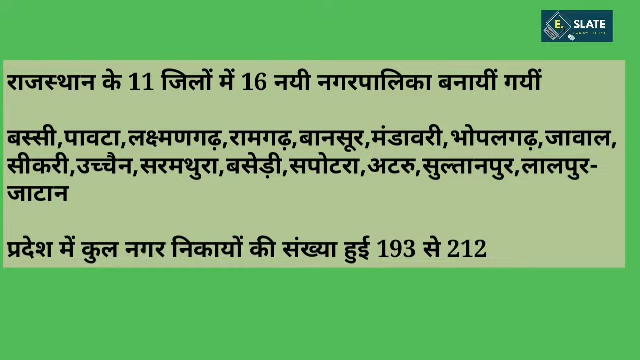 E. SLATE
राजस्थान के 11 जिलों में 16 नयी नगरपालिका बनायीं गयीं
बस्सी,पावटा,लक्ष्मणगढ़,रामगढ़,बानसूर,मंडावरी,भोपलगढ़,जावाल,
सीकरी,उच्चैन,सरमथुरा,बसेड़ी,सपोटरा,अटरु,सुल्तानपुर,लालपुर-
जाटान
प्रदेश में कुल नगर निकायों की संख्या हुई 193 से 212